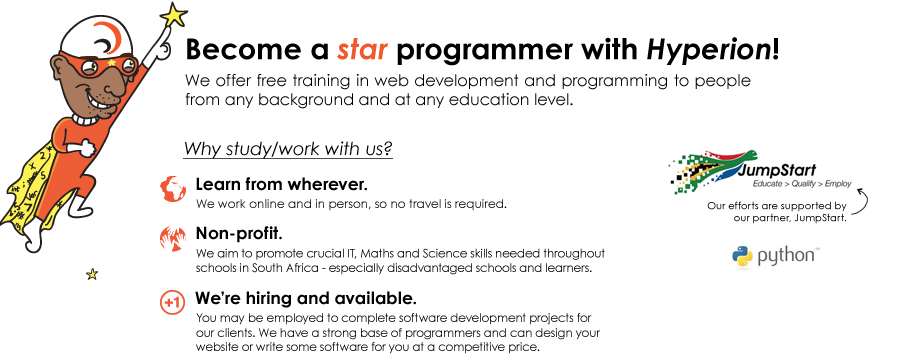 Become a star programmer with Hyperion!
We offer free training in web development and programming to people
from any background and at any education level.
Why study/work with us?
Learn from wherever.
We work online and in person, so no travel is required.
Non-profit.
We aim to promote crucial IT, Maths and Science skills needed throughout
schools in South Africa - especially disadvantaged schools and learners.
+1
We're hiring and available.
You may be employed to complete software development projects for
our clients. We have a strong base of programmers and can design your
website or write some software for you at a competitive price.
JumpStart
Educate > Qualify > Employ
Our efforts are supported by
our partner, JumpStart.
python™